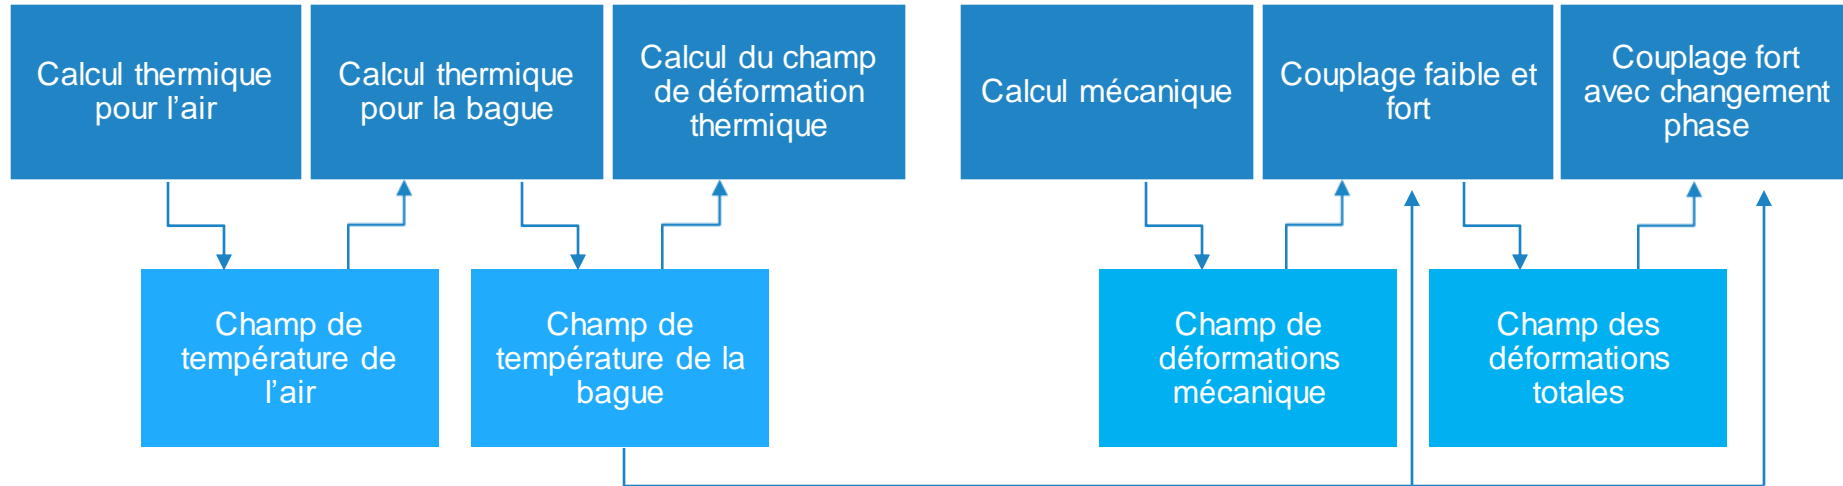 Calcul thermique
pour l’air
Calcul thermique
pour la bague
Calcul du champ
de déformation
thermique
Calcul mécanique
Couplage faible et
fort
Couplage fort
avec changement
phase
Champ de
température de
l’air
Champ de
température de la
bague
Champ de
déformations
mécanique
Champ des
déformations
totales